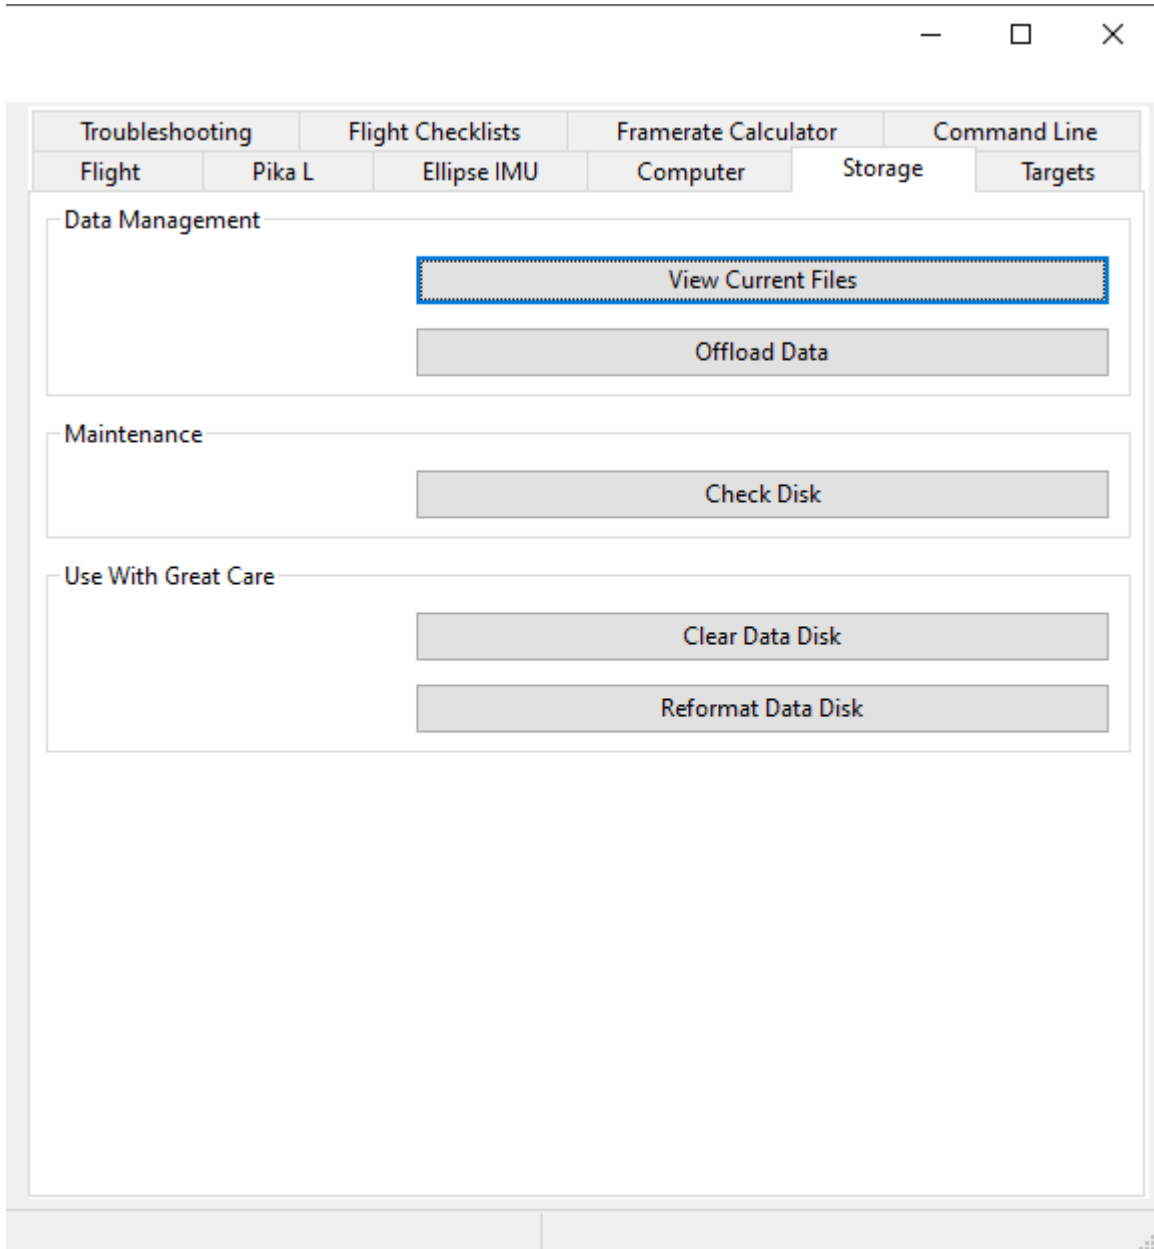 Troubleshooting Flight Checklists Framerate Calculator Command Line
Flight Pika L Ellipse IMU Computer Storage Targets
Data Management
View Current Files
Offload Data
Maintenance
Check Disk
Use With Great Care
Clear Data Disk
Reformat Data Disk